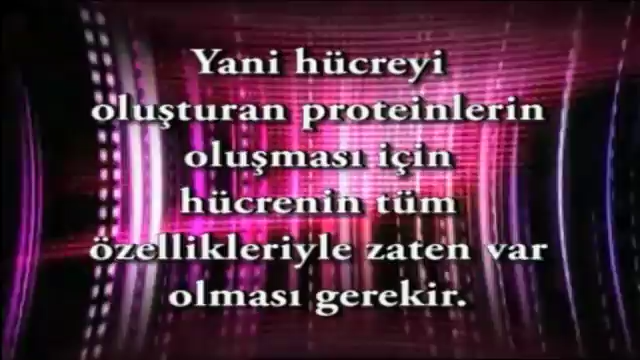 Yani hücreyi
oluşturan proteinlerin
oluşması için
hücrenin tüm
özellikleriyle zaten var
olması gerekir.